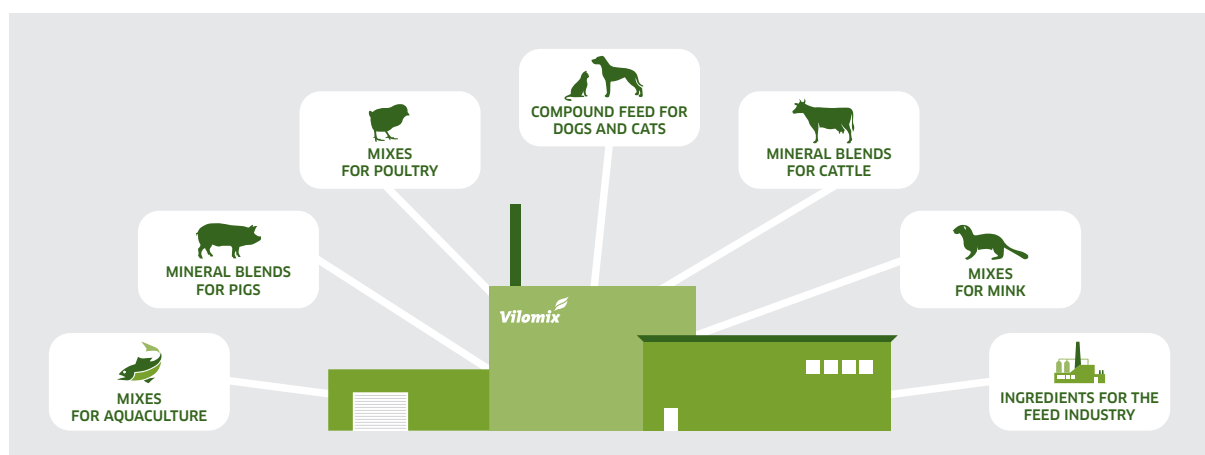 COMPOUND FEED FOR
DOGS AND CATS
MIXES
FOR POULTRY
MINERAL BLENDS
FOR CATTLE
MINERAL BLENDS
FOR PIGS
MIXES
FOR MINK
Vilomix
MIXES
FOR AQUACULTURE
INGREDIENTS FOR THE
FEED INDUSTRY